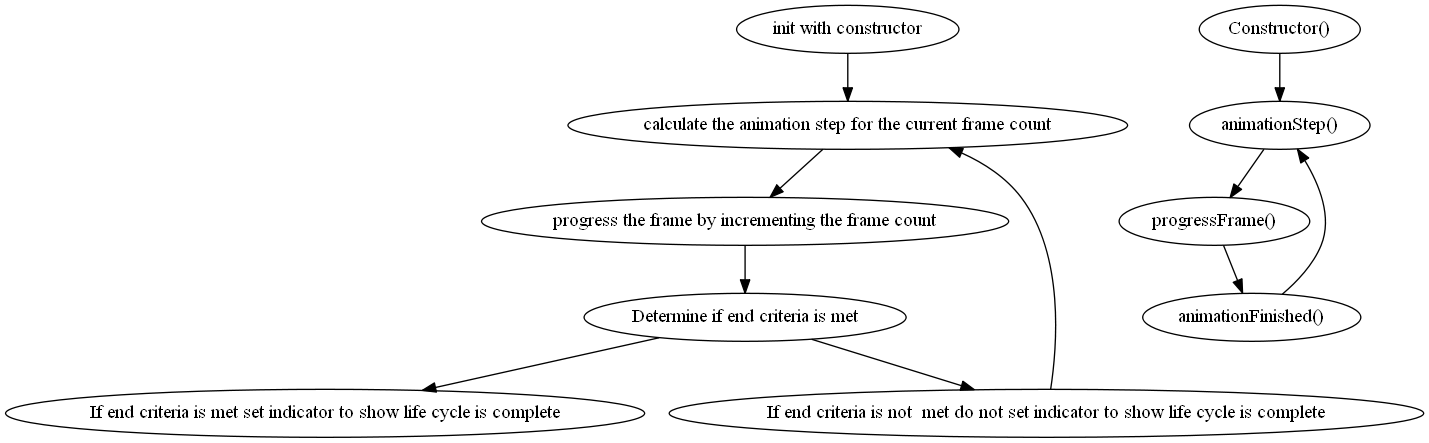 init with constructor
Constructor()
calculate the animation step for the current frame count
animationStep()
progress the frame by incrementing the frame count
progressFrame()
Determine if end criteria is met
animationFinished()
If end criteria is met set indicator to show life cycle is complete
If end criteria is not  met do not set indicator to show life cycle is complete